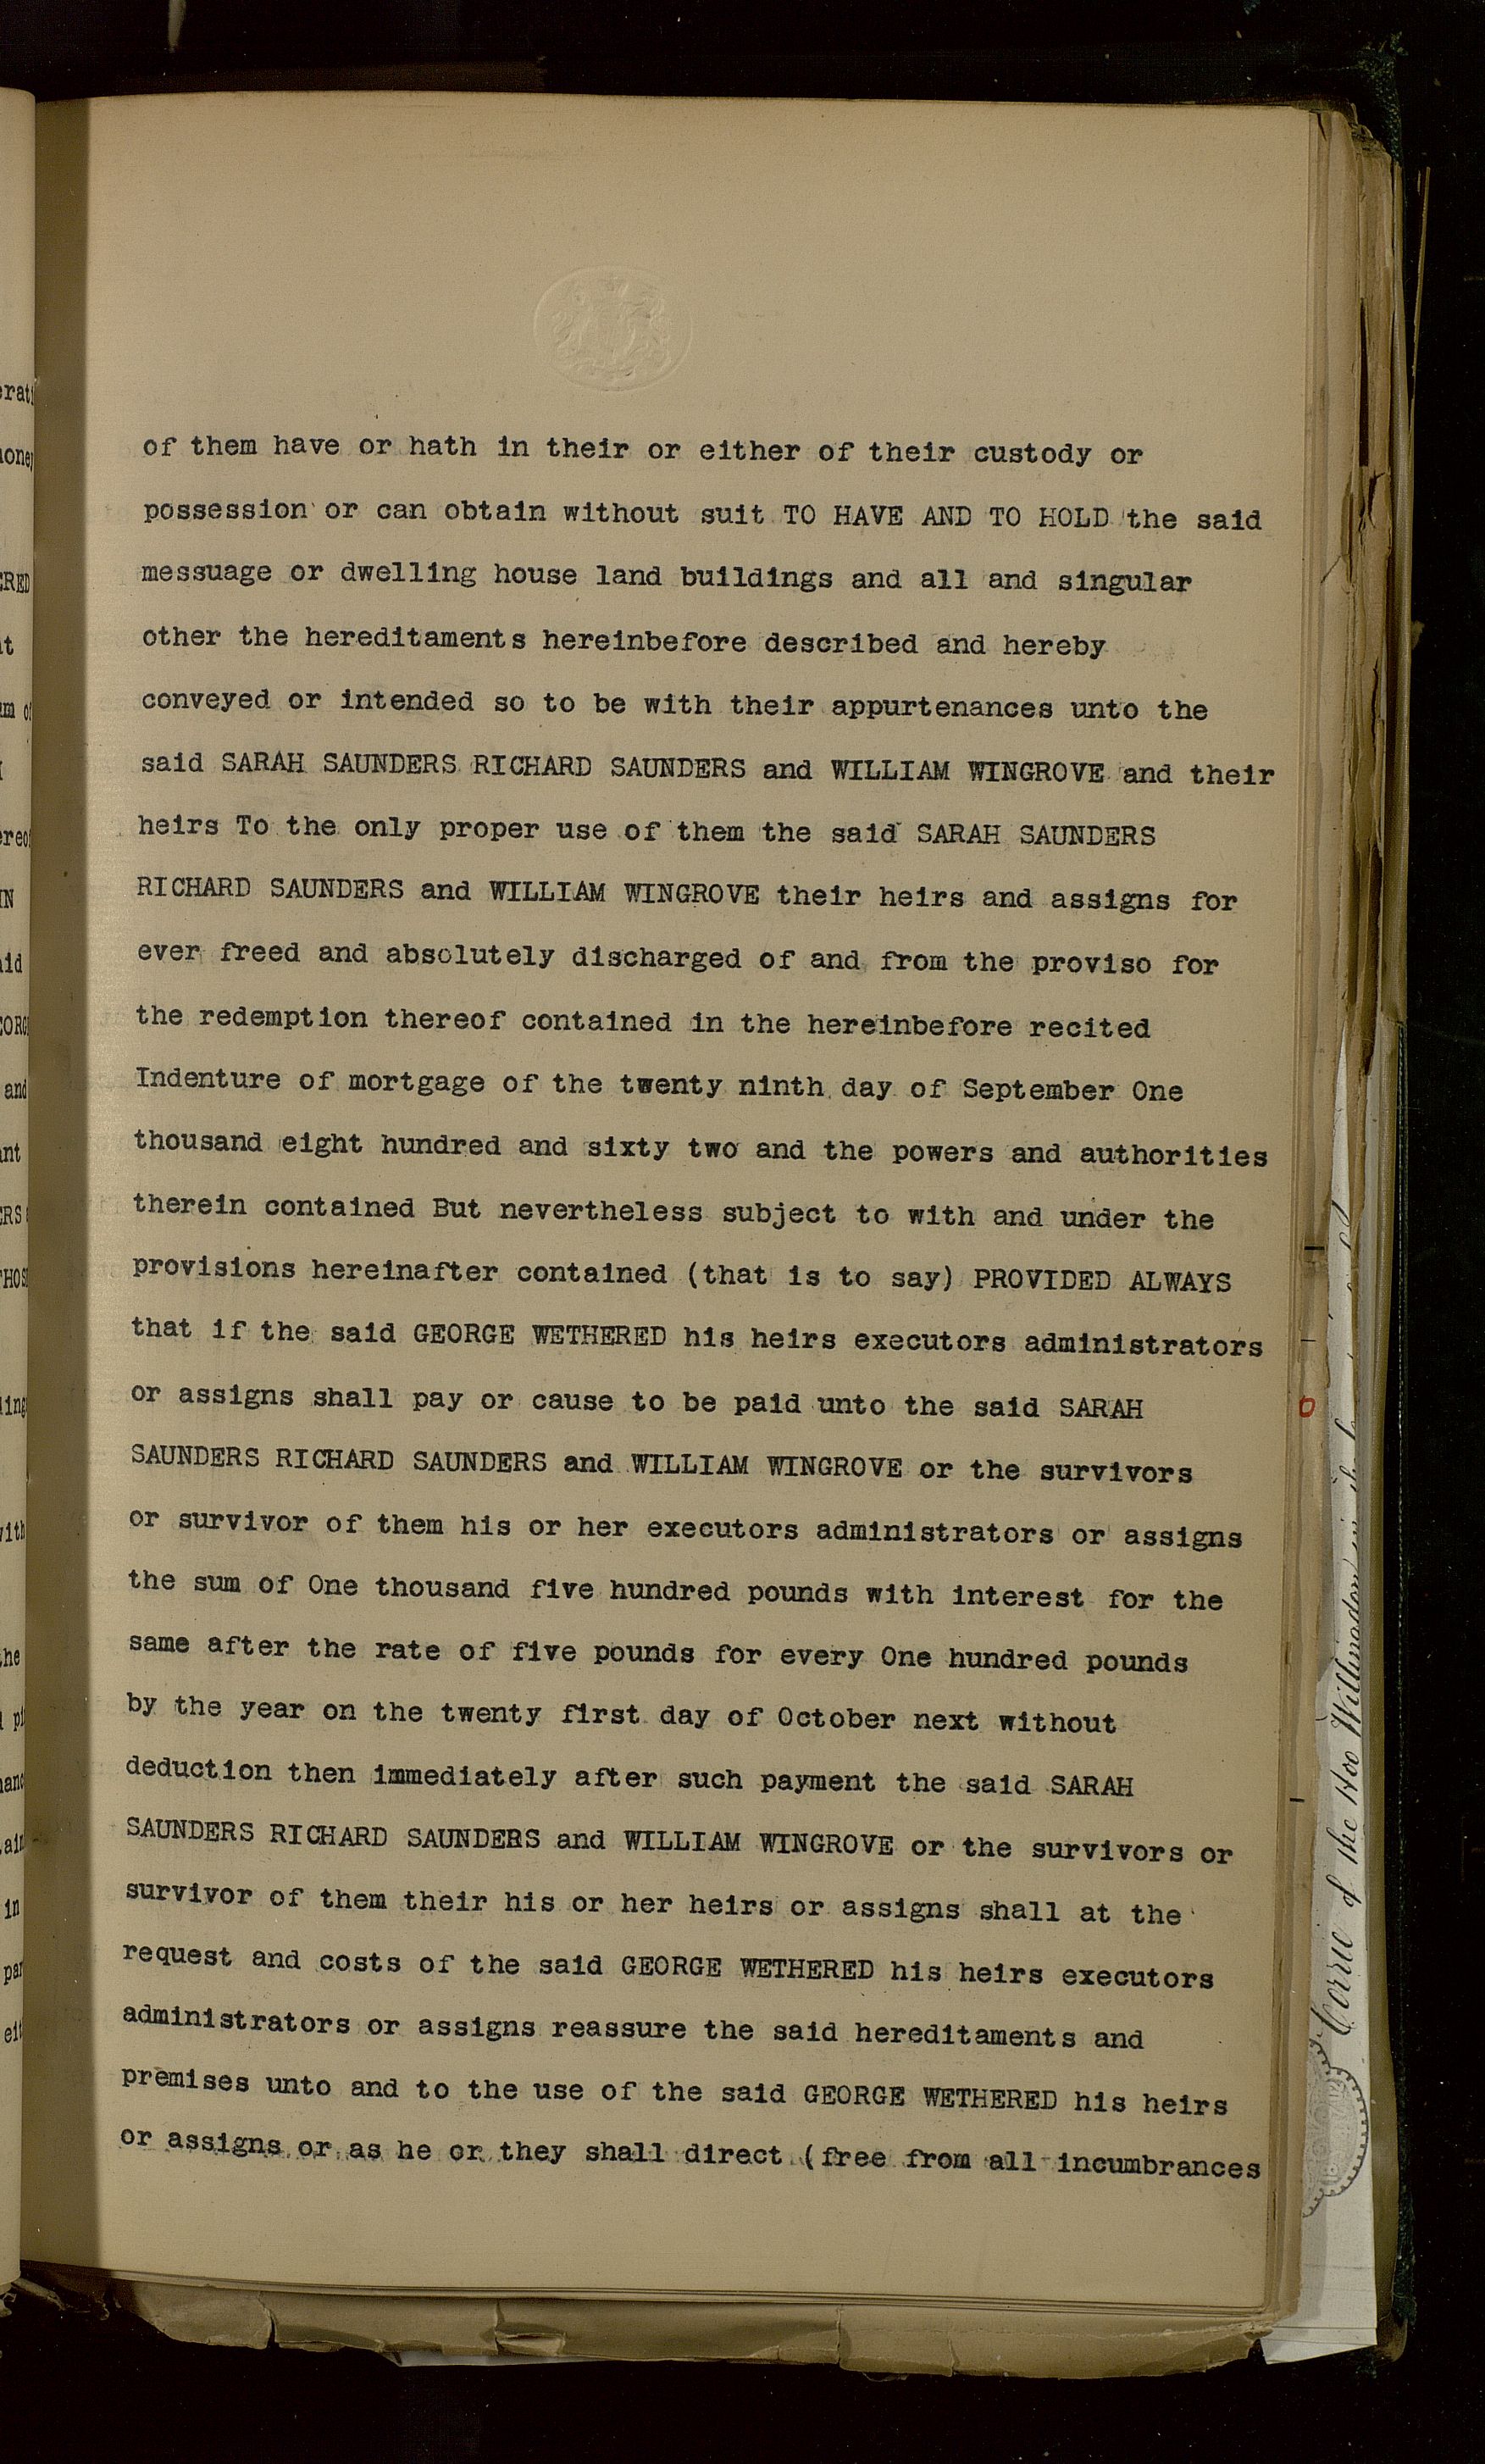 of them have or hath in their or either of their custody or
possession or can obtain without suit TO HAVE AND TO HOLD the said
messuage or dwelling house land buildings and all and singular
other the hereditaments hereinbefore described and hereby
conveyed or intended so to be with their appurtenances unto the
said SARAH SAUNDERS RICHARD SAUNDERS and WILLIAM WINGROVE and their
heirs To the only proper use of them the said SARAH SAUNDERS
RICHARD SAUNDERS and WILLIAM WINGROVE their heirs and assigns for
ever freed and absolutely discharged of and from the proviso for
the redemption thereof contained in the hereinbefore recited
Indenture of mortgage of the twenty ninth day of September One
thousand eight hundred and sixty two and the powers and authorities
therein contained But nevertheless subject to with and under the
provisions hereinafter contained (that is to say) PROVIDED ALWAYS
that if the said GEORGE WETHERED his heirs executors administrators
or assigns shall pay or cause to be paid unto the said SARAH
SAUNDERS RICHARD SAUNDERS and WILLIAM WINGROVE or the survivors
or survivor of them his or her executors administrators or assigns
the sum of One thousand five hundred pounds with interest for the
same after the rate of five pounds for every One hundred pounds
by the year on the twenty first day of October next without
deduction then immediately after such payment the said SARAH
SAUNDERS RICHARD SAUNDERS and WILLIAM WINGROVE or the survivors or
survivor of them their his or her heirs or assigns shall at the
request and costs of the said GEORGE WETHERED his heirs executors
administrators or assigns reassure the said hereditaments and
premises unto and to the use of the said GEORGE WETHERED his heirs
or assigns or as he or they shall direct (free from all incumbrances
of the Hoo Willingdon in the